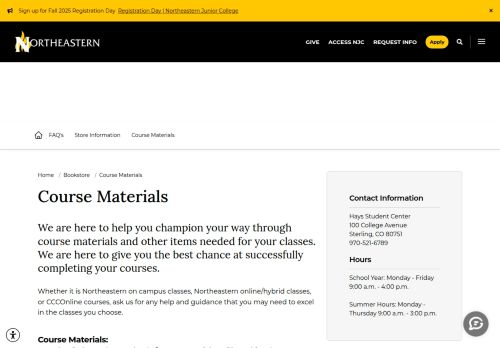 Sign up for Fall 2025 Registration Day Registration Day | Northeastern Junior College ×
NORTHEASTERN
GIVE ACCESS NJC REQUEST INFO Apply
FAQ's Store Information Course Materials
Home / Bookstore / Course Materials
Course Materials
We are here to help you champion your way through
course materials and other items needed for your classes.
We are here to give you the best chance at successfully
completing your courses.
Whether it is Northeastern on campus classes, Northeastern online/hybrid classes,
or CCCOnline courses, ask us for any help and guidance that you may need to excel
in the classes you choose.
Course Materials:
Contact Information
Hays Student Center
100 College Avenue
Sterling, CO 80751
970-521-6789
Hours
School Year: Monday - Friday
9:00 a.m. - 4:00 p.m.
Summer Hours: Monday -
Thursday 9:00 a.m. - 3:00 p.m.